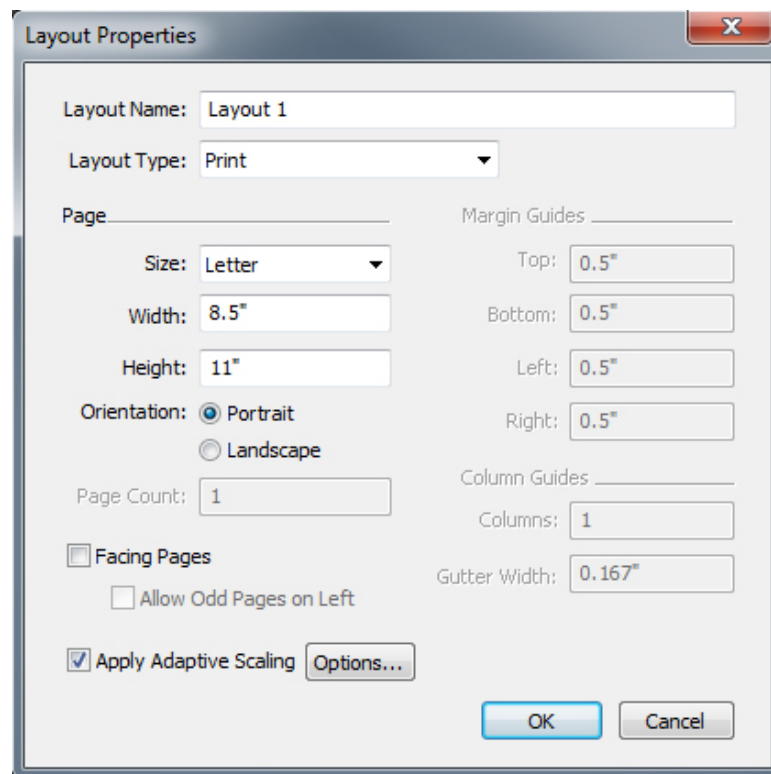 Layout Properties
Layout Name: Layout 1
Layout Type: Print
Page
Size: Letter
Width: 8.5"
Height: 11"
Orientation: Portrait
Landscape
Page Count: 1
Facing Pages
Allow Odd Pages on Left
Margin Guides
Top: 0.5"
Bottom: 0.5"
Left: 0.5"
Right: 0.5"
Column Guides
Columns: 1
Gutter Width: 0.167"
Apply Adaptive Scaling Options...
OK Cancel